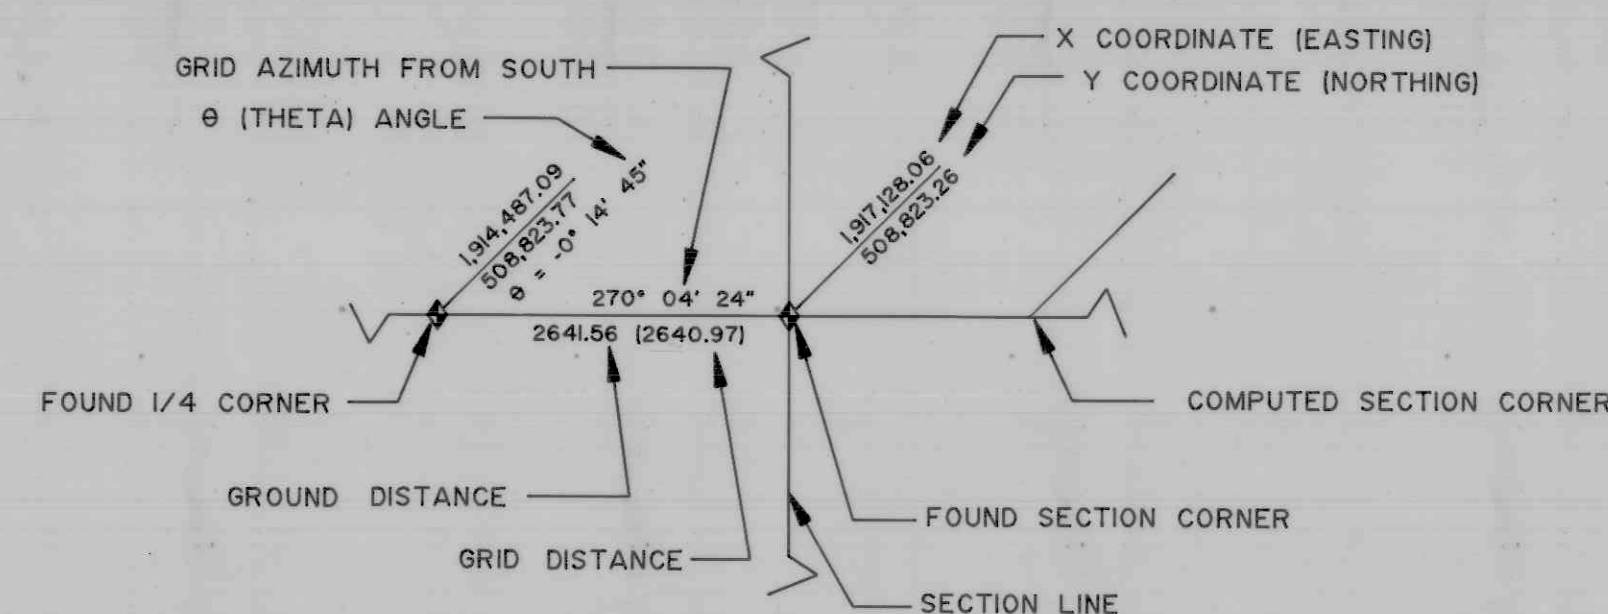 X COORDINATE (EASTING)
GRID AZIMUTH FROM SOUTH
Y COORDINATE (NORTHING)
θ (THETA) ANGLE
1,914,487.09
508,823.77
θ = -0° 14' 45"
1,917,128.06
508,823.26
270° 04' 24"
2641.56 (2640.97)
FOUND 1/4 CORNER
COMPUTED SECTION CORNER
GROUND DISTANCE
FOUND SECTION CORNER
GRID DISTANCE
SECTION LINE